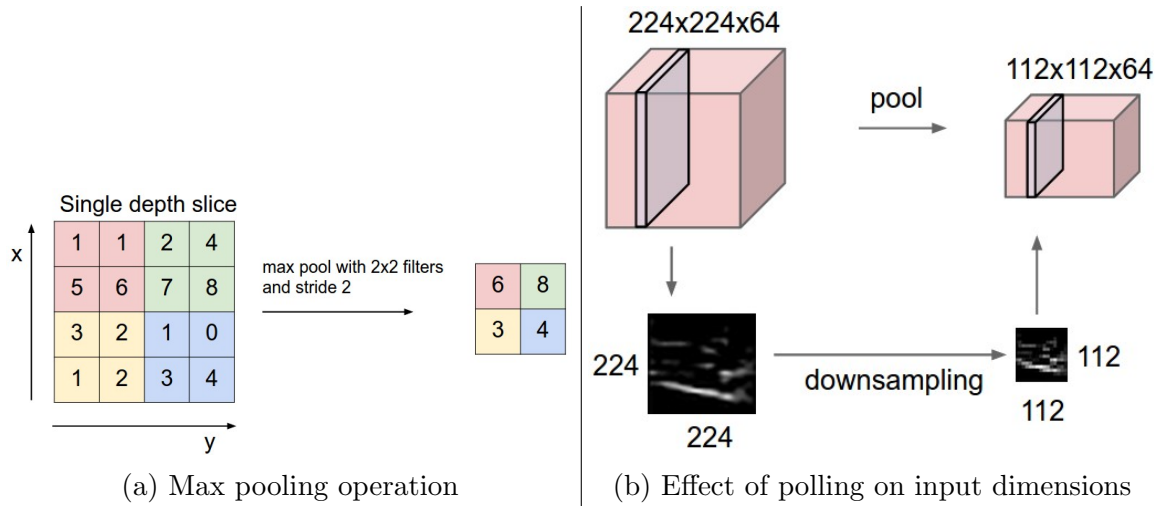 Single depth slice
x
1 1 2 4
5 6 7 8
3 2 1 0
1 2 3 4
y
max pool with 2x2 filters
and stride 2
6 8
3 4
(a) Max pooling operation
224x224x64
pool
112x112x64
224
224
downsampling
112
112
(b) Effect of polling on input dimensions